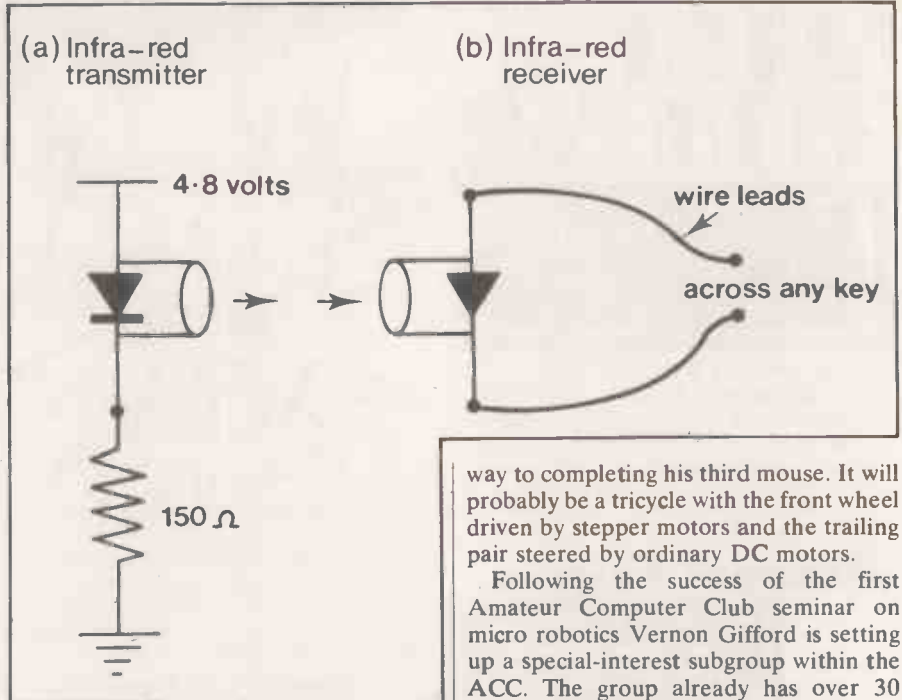 (a) Infra-red
transmitter
(b) Infra-red
receiver
4·8 volts
wire leads
across any key
150 Ω
way to completing his third mouse. It will
probably be a tricycle with the front wheel
driven by stepper motors and the trailing
pair steered by ordinary DC motors.
Following the success of the first
Amateur Computer Club seminar on
micro robotics Vernon Gifford is setting
up a special-interest subgroup within the
ACC. The group already has over 30